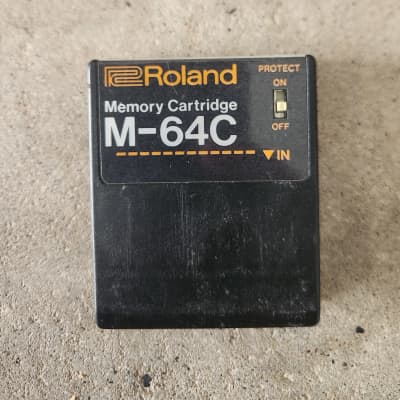 Roland
PROTECT
ON
OFF
Memory Cartridge
M-64C
▼IN